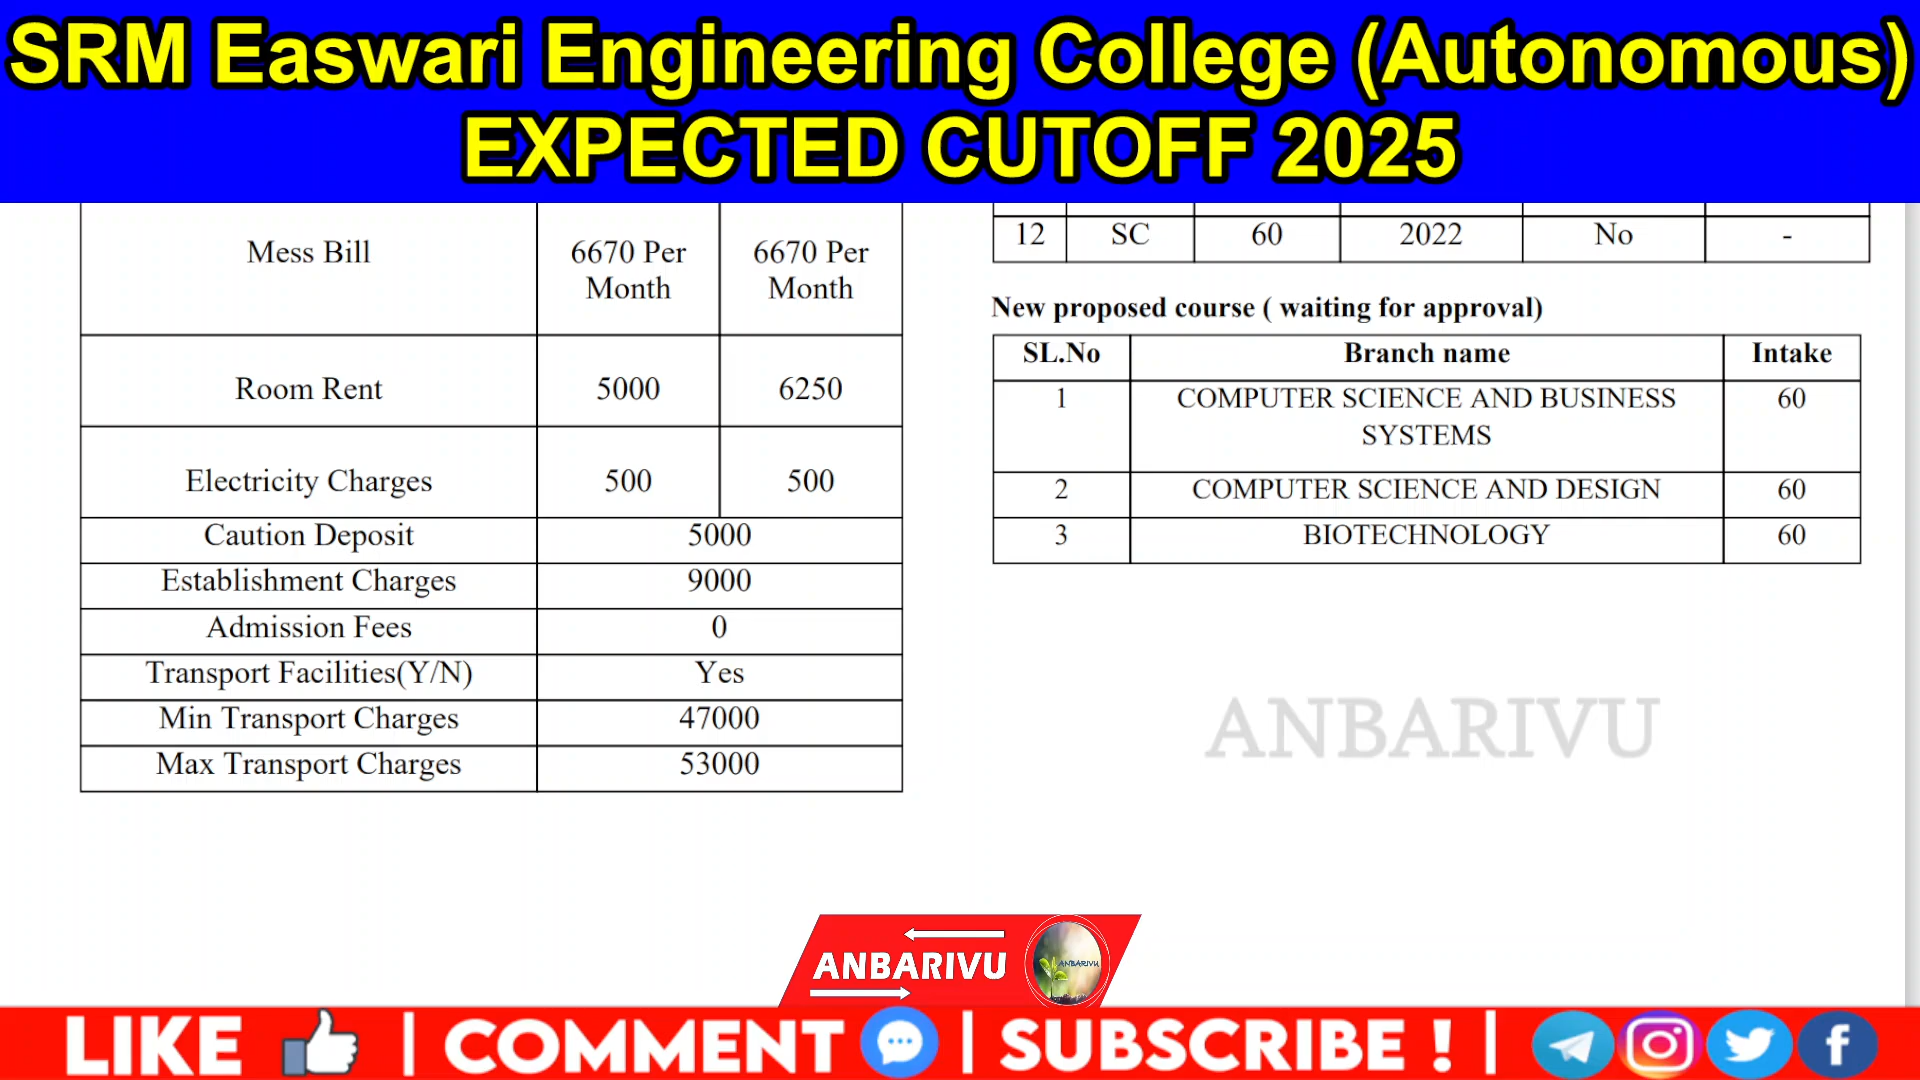 SRM Easwari Engineering College (Autonomous)
EXPECTED CUTOFF 2025
Mess Bill
6670 Per
Month
6670 Per
Month
Room Rent
5000
6250
Electricity Charges
500
500
Caution Deposit
5000
Establishment Charges
9000
Admission Fees
0
Transport Facilities(Y/N)
Yes
Min Transport Charges
47000
Max Transport Charges
53000
12
SC
60
2022
No
-
New proposed course ( waiting for approval)
SL.No
Branch name
Intake
1
COMPUTER SCIENCE AND BUSINESS
SYSTEMS
60
2
COMPUTER SCIENCE AND DESIGN
60
3
BIOTECHNOLOGY
60
ANBARIVU
ANBARIVU
ANBARIVU
LIKE | COMMENT | SUBSCRIBE ! |